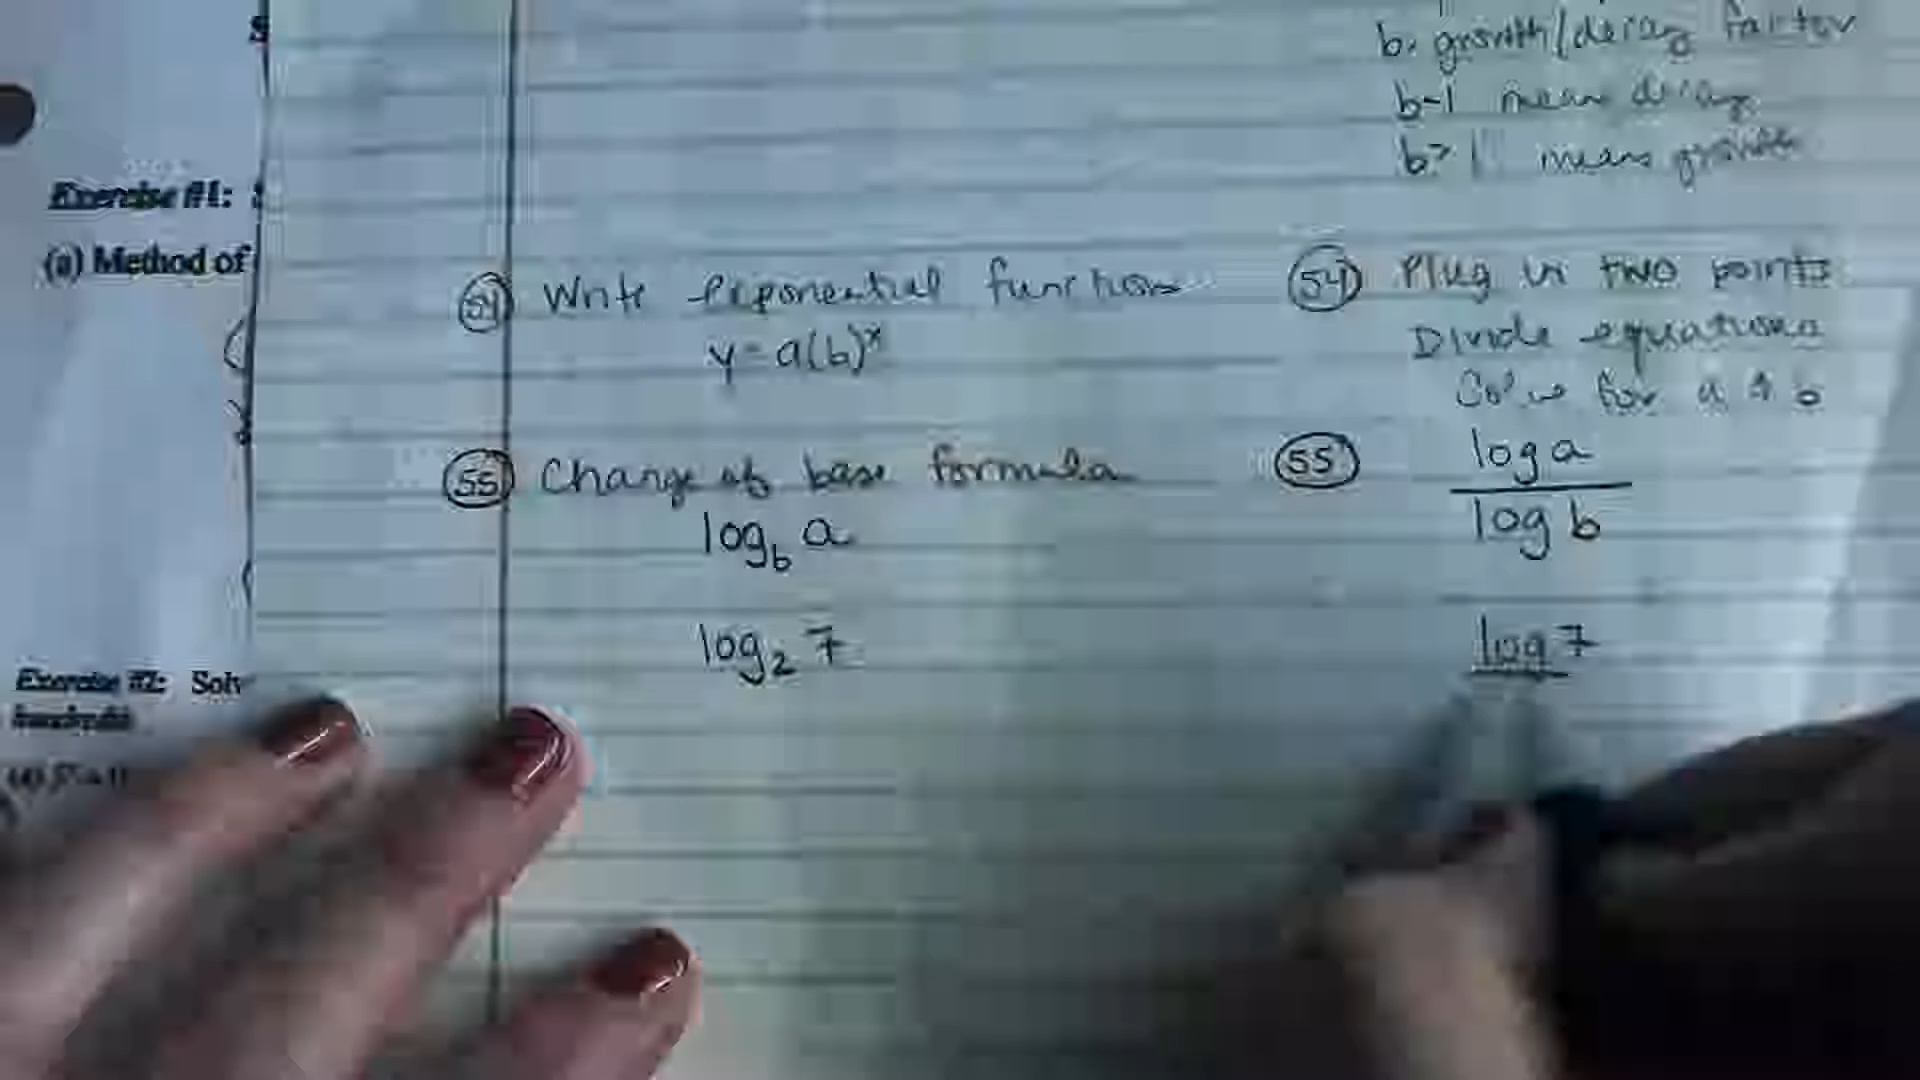 b. growth/decay factor
b<1 means decay
b>1 means growth
Exercise #1:
(a) Method of
54 Write exponential functions
y = a(b)^x
54 Plug in two points
Divide equations
Solve for a & b
55 Change of base formula
log_b a
55 log a
log b
log_2 7
log 7
Exercise #2: Solv